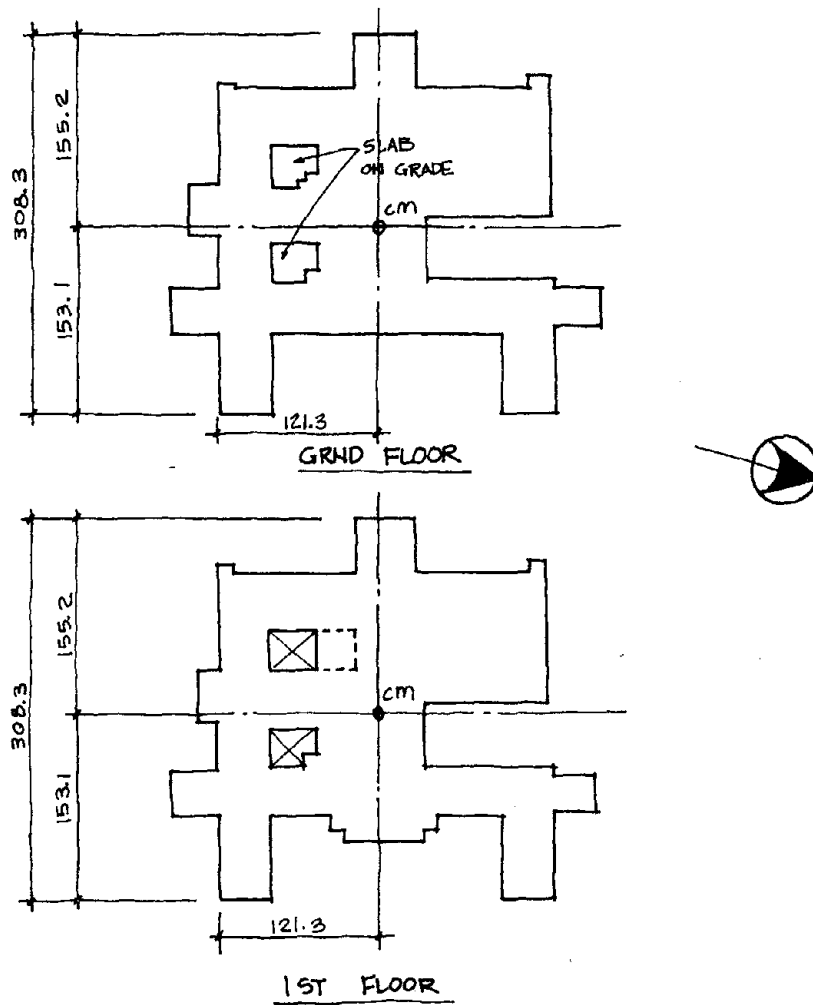 308.3
155.2
153.1
SLAB
ON GRADE
CM
121.3
GRND FLOOR
308.3
155.2
153.1
CM
121.3
1ST FLOOR